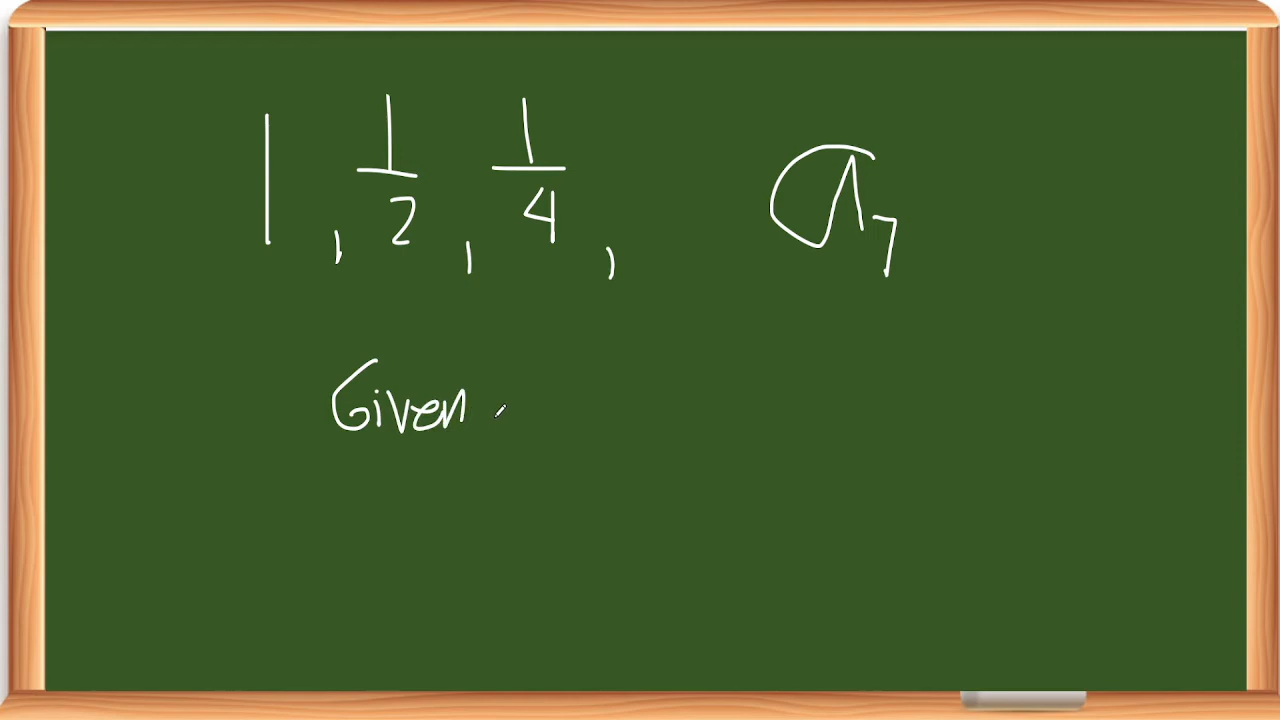 1, 1/2, 1/4, a₇
Given